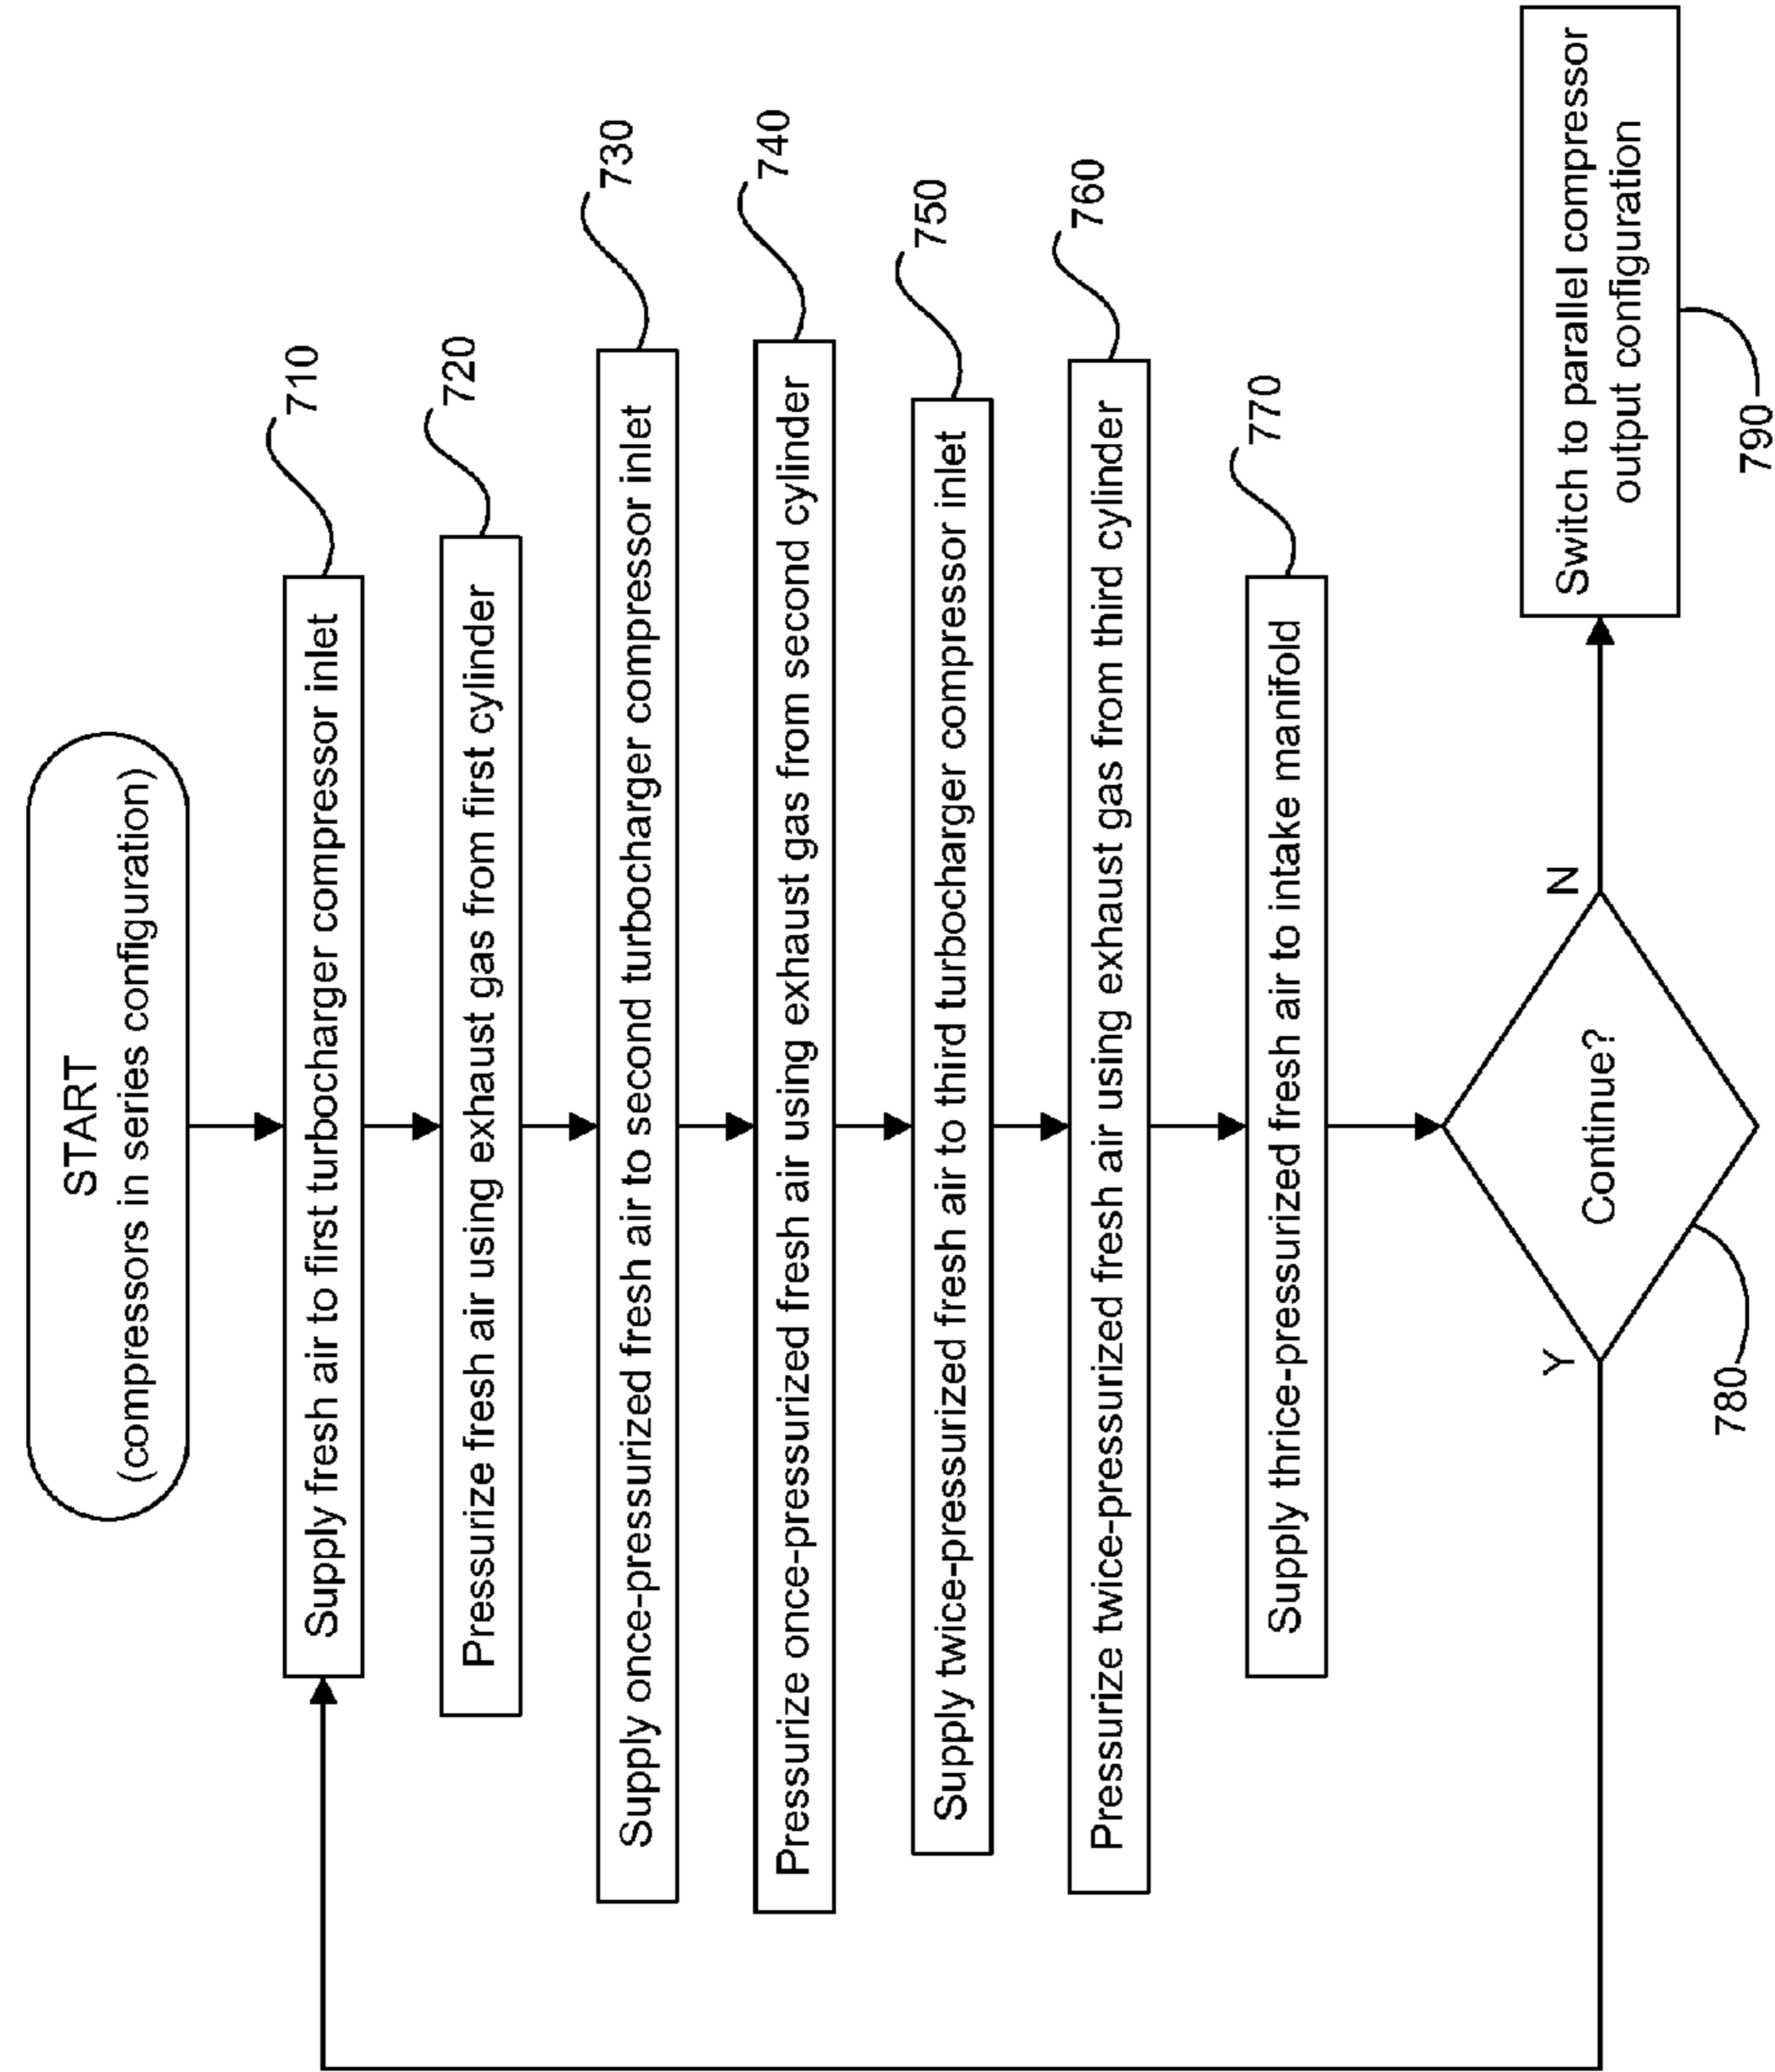 START
(compressors in series configuration)
Supply fresh air to first turbocharger compressor inlet
710
Pressurize fresh air using exhaust gas from first cylinder
720
Supply once-pressurized fresh air to second turbocharger compressor inlet
730
Pressurize once-pressurized fresh air using exhaust gas from second cylinder
740
Supply twice-pressurized fresh air to third turbocharger compressor inlet
750
Pressurize twice-pressurized fresh air using exhaust gas from third cylinder
760
Supply thrice-pressurized fresh air to intake manifold
770
Y
Continue?
N
780
Switch to parallel compressor
output configuration
790